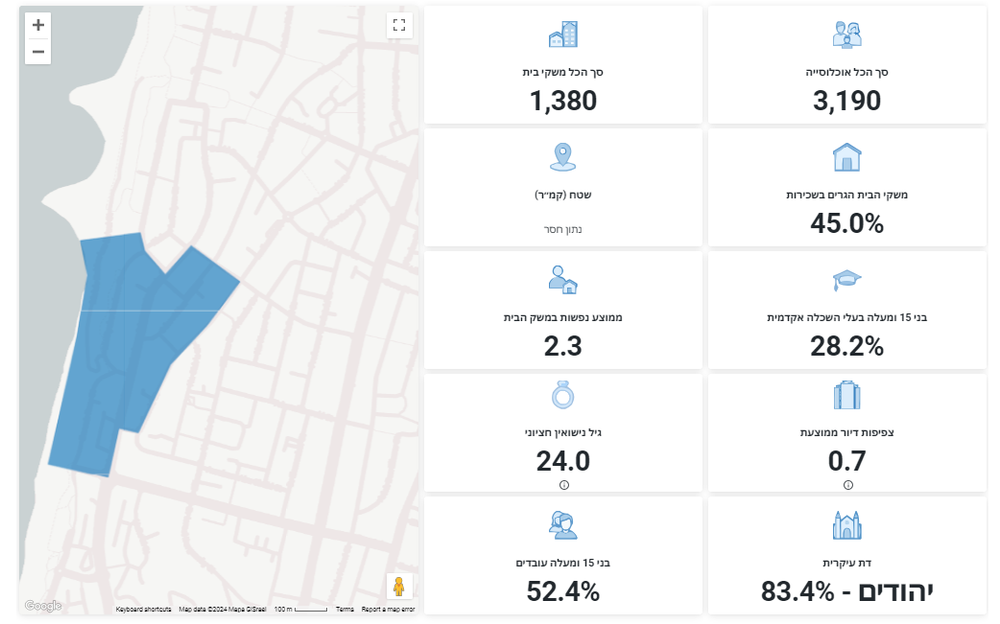 סך הכל אוכלוסייה
3,190
סך הכל משקי בית
1,380
משקי הבית הגרים בשכירות
45.0%
שטח (קמ״ר)
נתון חסר
בני 15 ומעלה בעלי השכלה אקדמית
28.2%
ממוצע נפשות במשק הבית
2.3
צפיפות דיור ממוצעת
0.7
גיל נישואין חציוני
24.0
דת עיקרית
יהודים - 83.4%
בני 15 ומעלה עובדים
52.4%
Google
Keyboard shortcuts Map data ©2024 Mapa GISrael 100 m Terms Report a map error